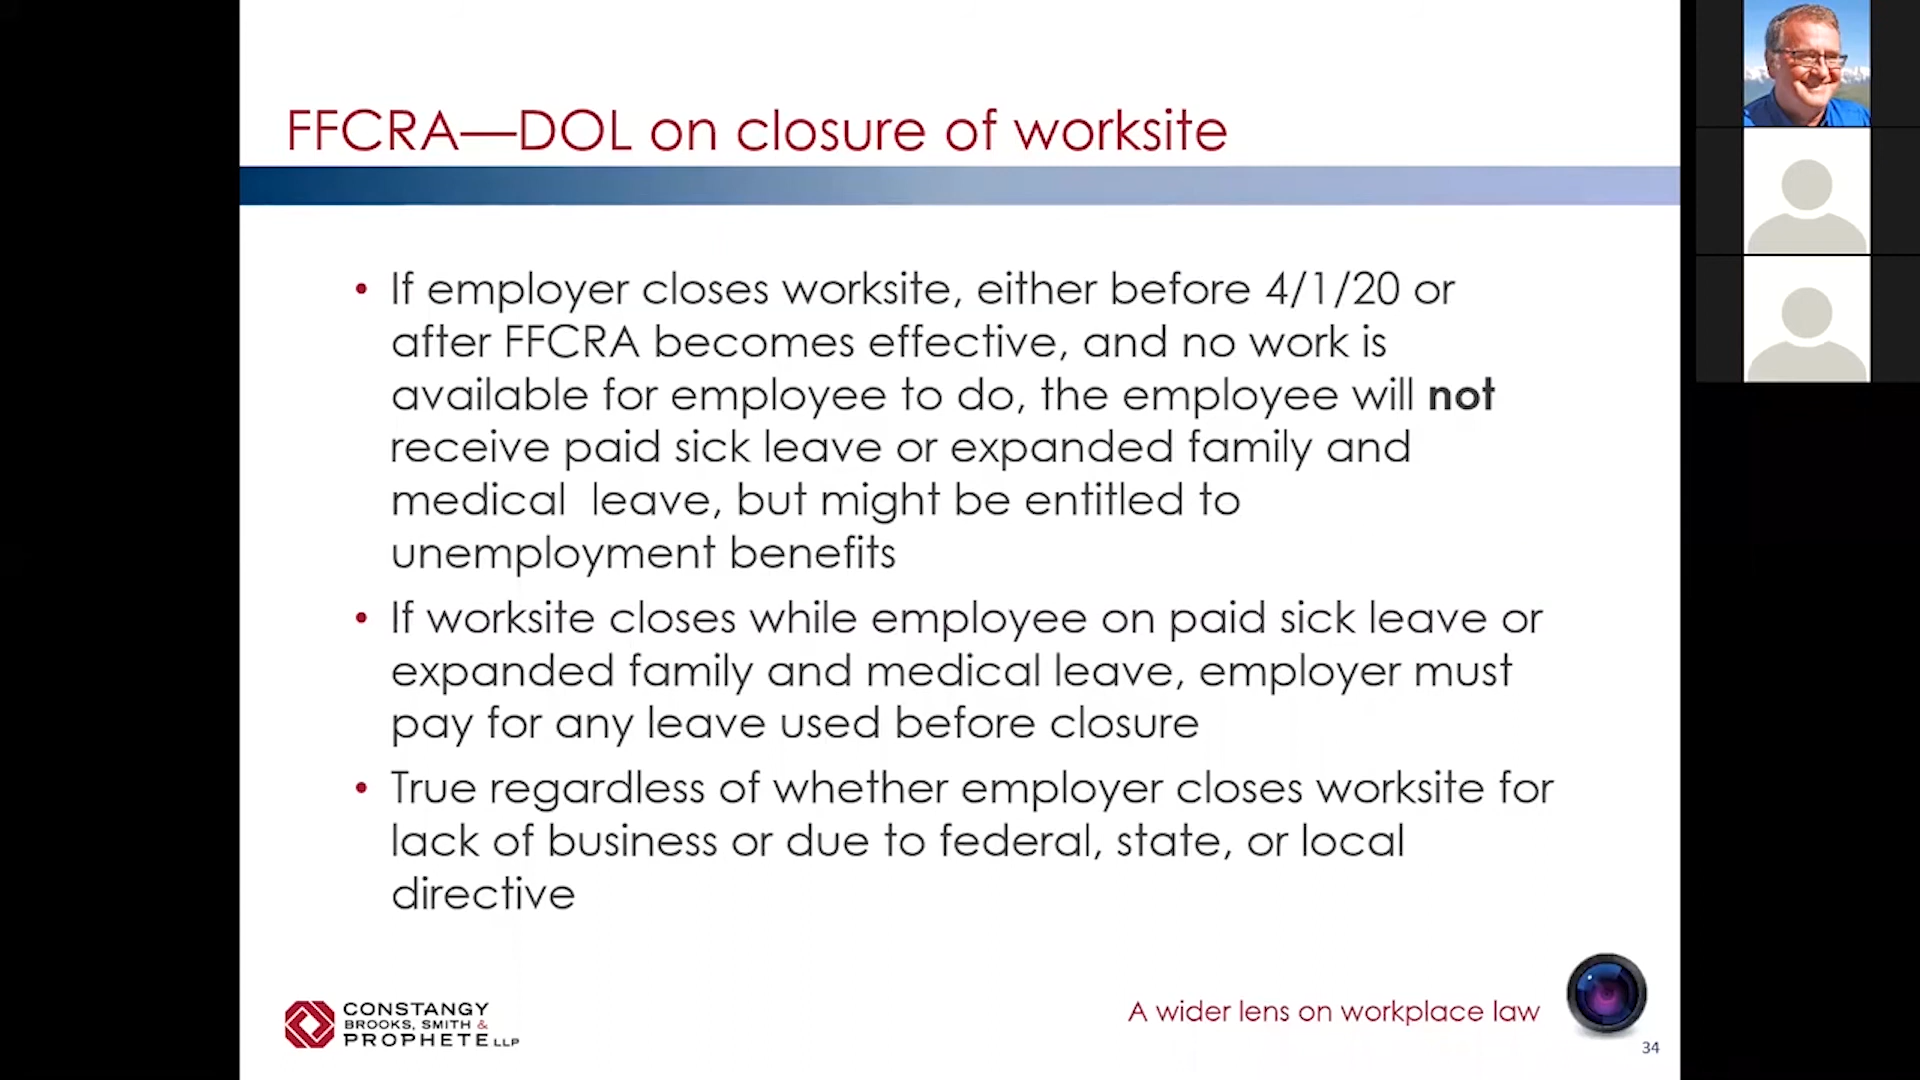 FFCRA—DOL on closure of worksite
• If employer closes worksite, either before 4/1/20 or
after FFCRA becomes effective, and no work is
available for employee to do, the employee will not
receive paid sick leave or expanded family and
medical  leave, but might be entitled to
unemployment benefits
• If worksite closes while employee on paid sick leave or
expanded family and medical leave, employer must
pay for any leave used before closure
• True regardless of whether employer closes worksite for
lack of business or due to federal, state, or local
directive
CONSTANGY
BROOKS, SMITH &
PROPHETE LLP
A wider lens on workplace law
34